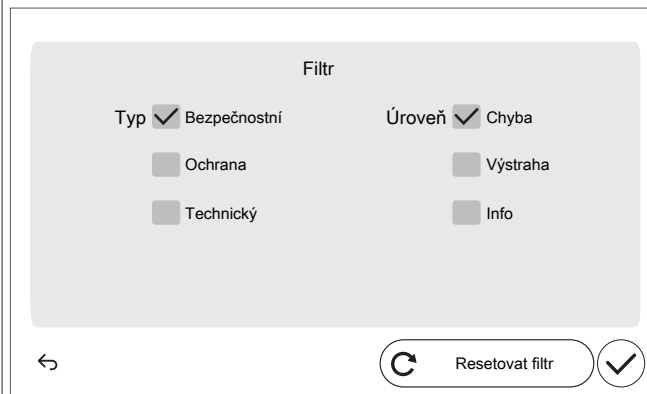 Filtr
Typ Bezpečnostní Úroveň Chyba
Ochrana Výstraha
Technický Info
Resetovat filtr